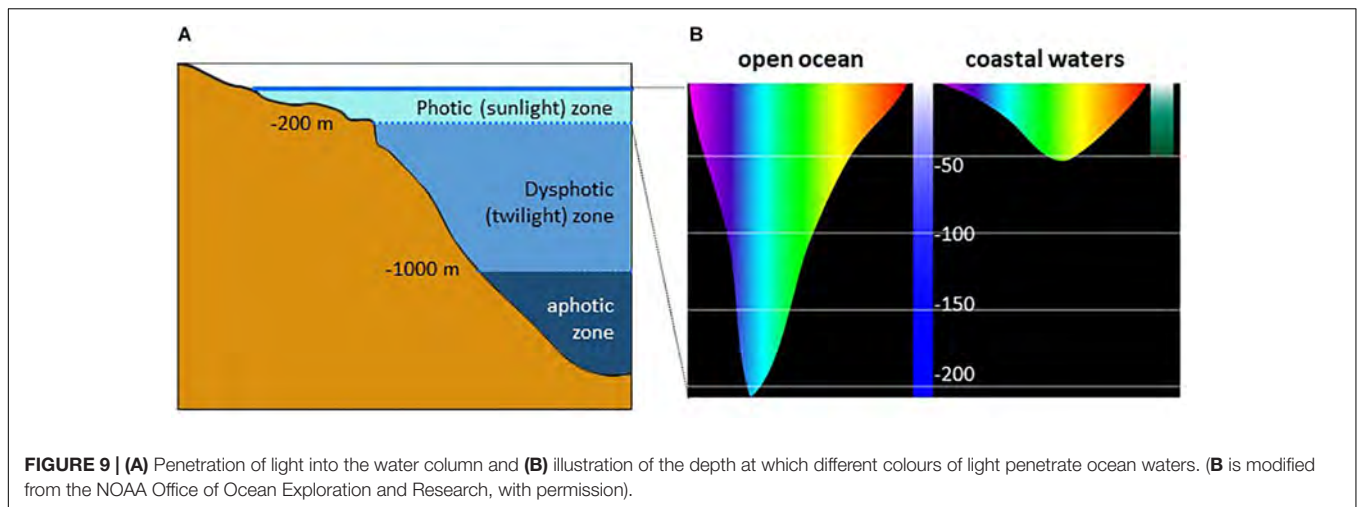 A
-200 m
Photic (sunlight) zone
Dysphotic
(twilight) zone
-1000 m
aphotic
zone
B
open ocean
coastal waters
-50
-100
-150
-200
FIGURE 9 | (A) Penetration of light into the water column and (B) illustration of the depth at which different colours of light penetrate ocean waters. (B is modified
from the NOAA Office of Ocean Exploration and Research, with permission).